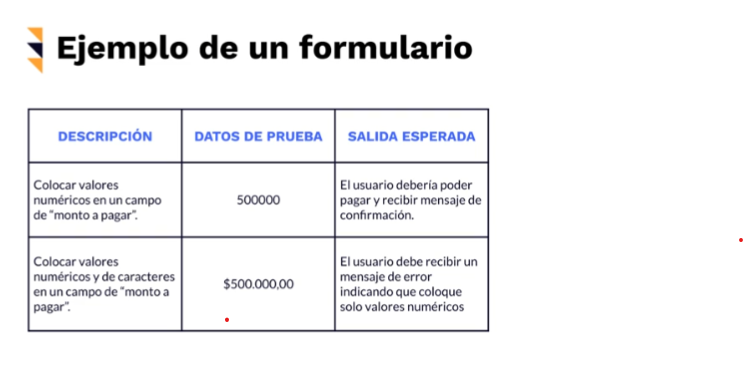 Ejemplo de un formulario
DESCRIPCIÓN
DATOS DE PRUEBA
SALIDA ESPERADA
Colocar valores
numéricos en un campo
de "monto a pagar".
500000
El usuario debería poder
pagar y recibir mensaje de
confirmación.
Colocar valores
numéricos y de caracteres
en un campo de "monto a
pagar".
$500.000,00
El usuario debe recibir un
mensaje de error
indicando que coloque
solo valores numéricos